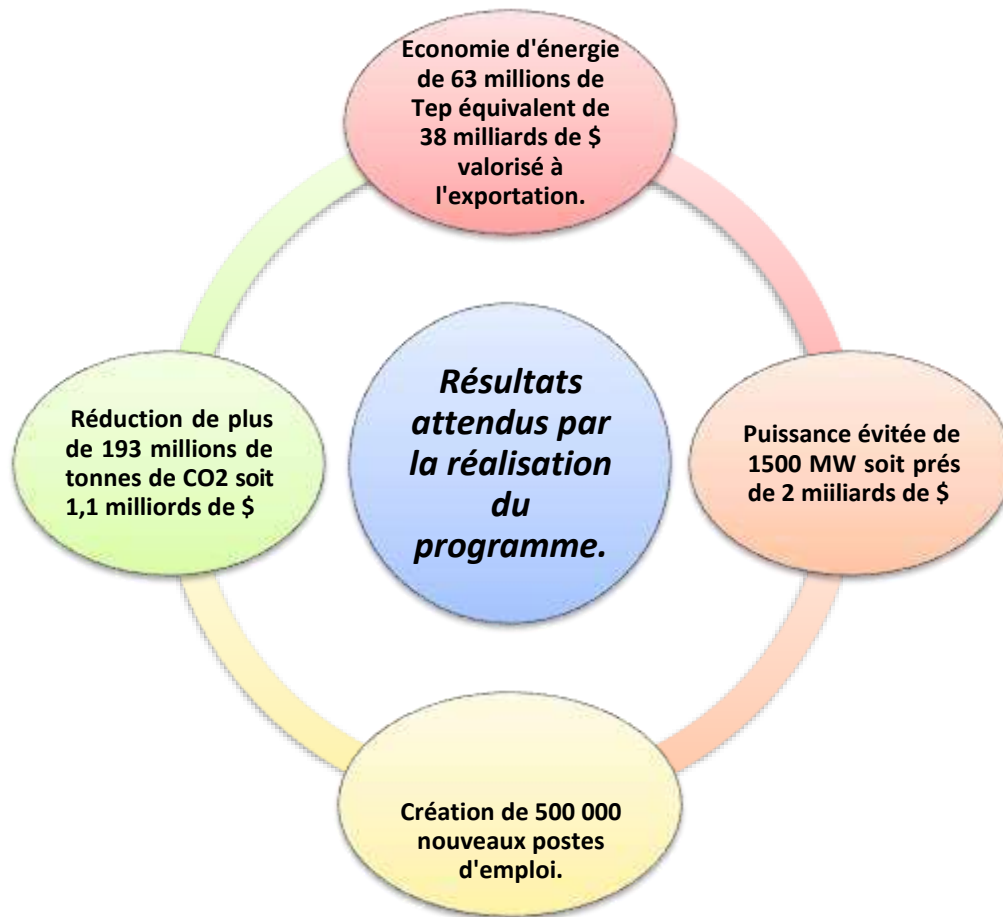 Economie d'énergie
de 63 millions de
Tep équivalent de
38 milliards de $
valorisé à
l'exportation.
Résultats
attendus par
la réalisation
du
programme.
Réduction de plus
de 193 millions de
tonnes de CO2 soit
1,1 milliords de $
Puissance évitée de
1500 MW soit prés
de 2 miiliards de $
Création de 500 000
nouveaux postes
d'emploi.